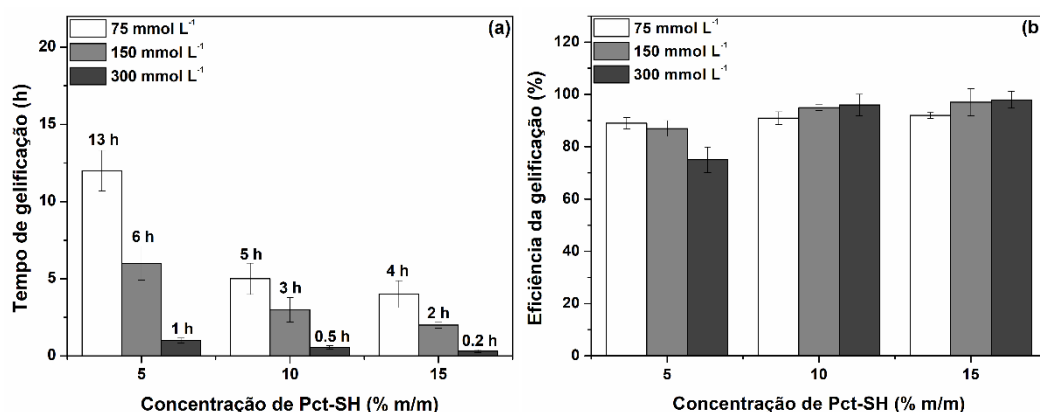 (a)
75 mmol L⁻¹
150 mmol L⁻¹
300 mmol L⁻¹
Tempo de gelificação (h)
20
15
10
5
0
13 h
6 h
1 h
5 h
3 h
0.5 h
4 h
2 h
0.2 h
5 10 15
Concentração de Pct-SH (% m/m)
(b)
75 mmol L⁻¹
150 mmol L⁻¹
300 mmol L⁻¹
Eficiência da gelificação (%)
120
100
80
60
40
20
0
5 10 15
Concentração de Pct-SH (% m/m)